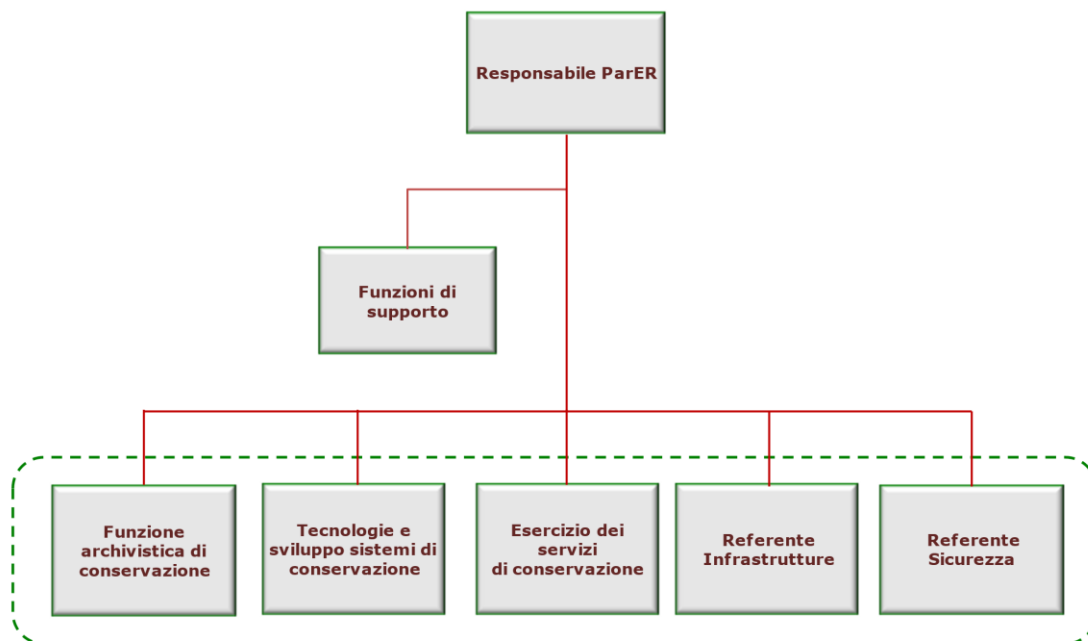 Responsabile ParER
Funzioni di
supporto
Funzione
archivistica di
conservazione
Tecnologie e
sviluppo sistemi di
conservazione
Esercizio dei
servizi
di conservazione
Referente
Infrastrutture
Referente
Sicurezza